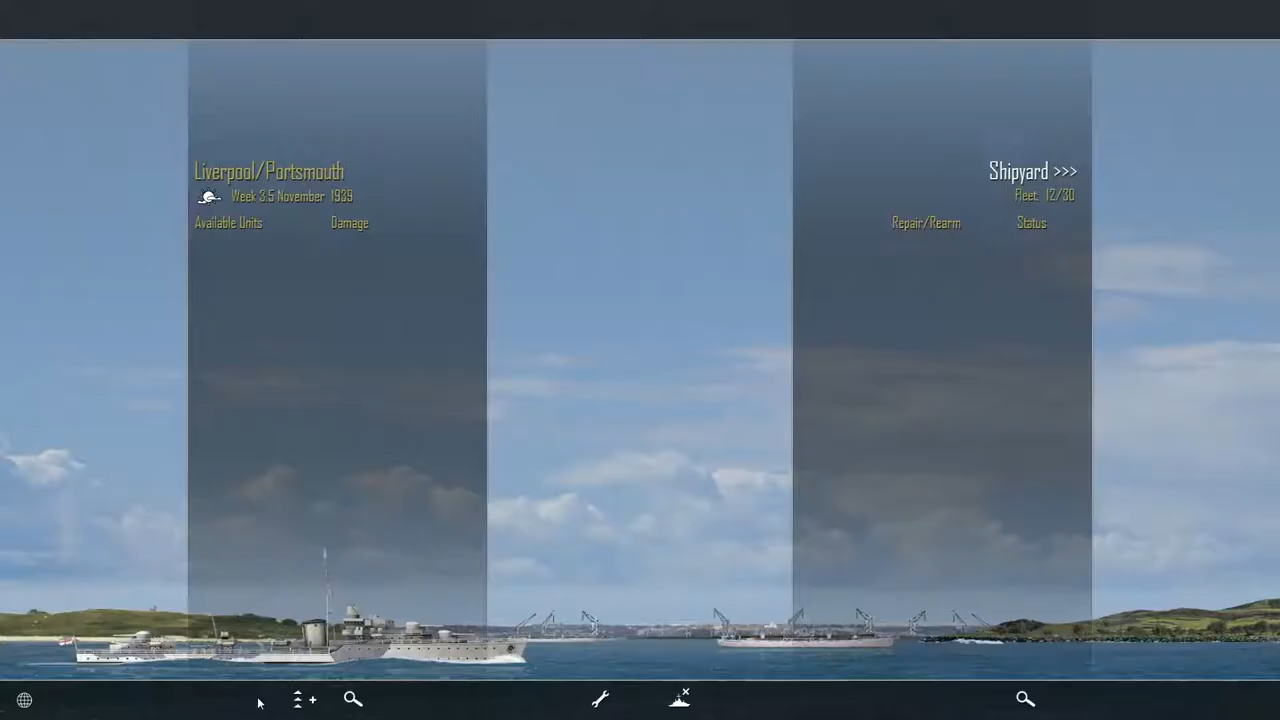 Liverpool/Portsmouth
Week 3.5 November 1939
Available Units Damage
Shipyard >>>
Fleet: 12/30
Repair/Rearm Status